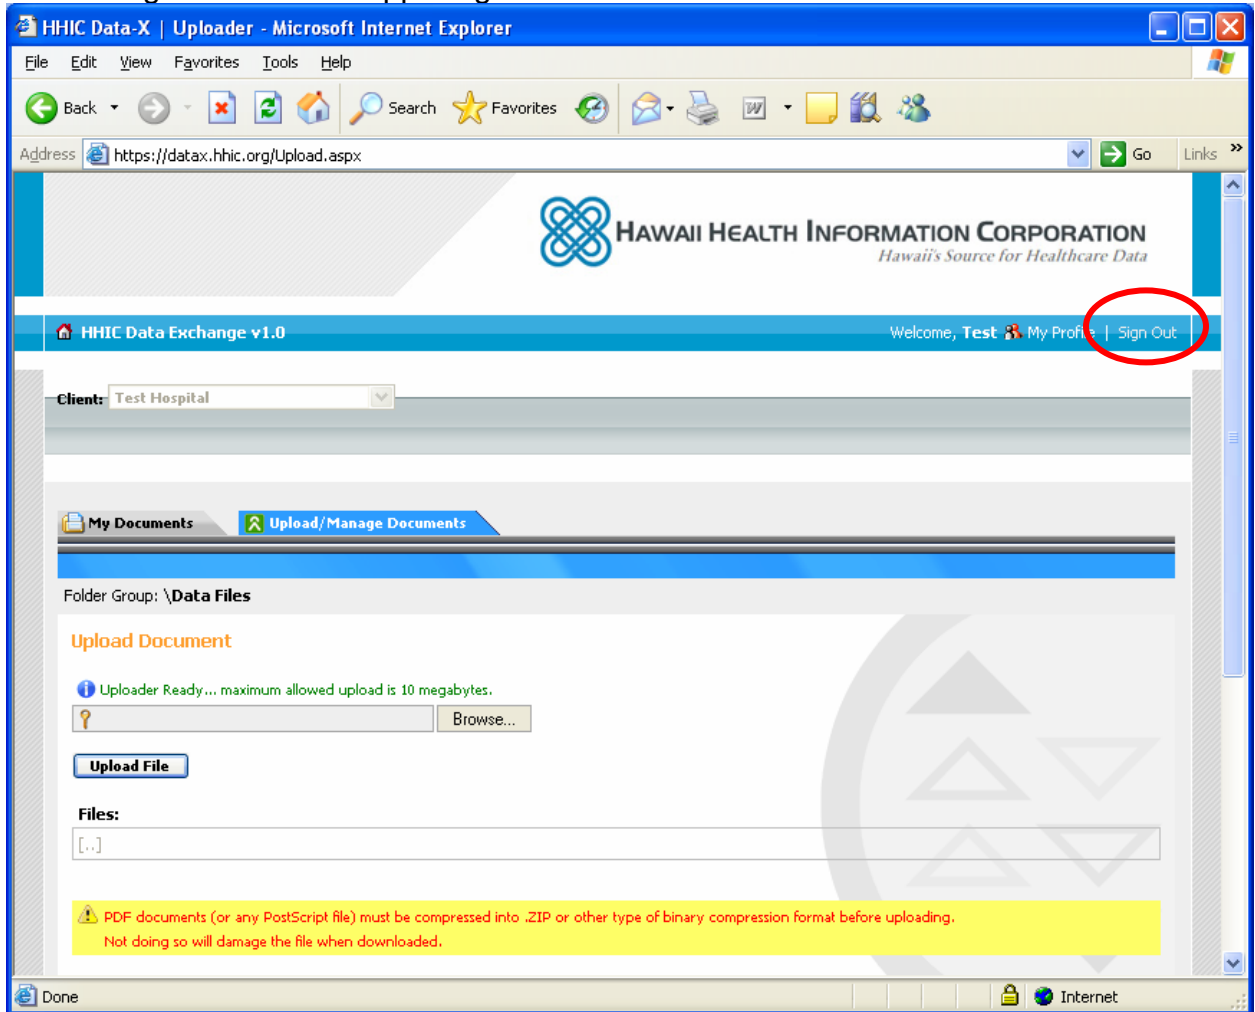 HHIC Data-X | Uploader - Microsoft Internet Explorer
File Edit View Favorites Tools Help
Back Search Favorites
Address https://datax.hhic.org/Upload.aspx Go Links »
HAWAII HEALTH INFORMATION CORPORATION
Hawaii's Source for Healthcare Data
HHIC Data Exchange v1.0 Welcome, Test My Profile | Sign Out
Client: Test Hospital
My Documents Upload/Manage Documents
Folder Group: \Data Files
Upload Document
Uploader Ready... maximum allowed upload is 10 megabytes.
Browse...
Upload File
Files:
[..]
PDF documents (or any PostScript file) must be compressed into .ZIP or other type of binary compression format before uploading.
Not doing so will damage the file when downloaded.
Done Internet